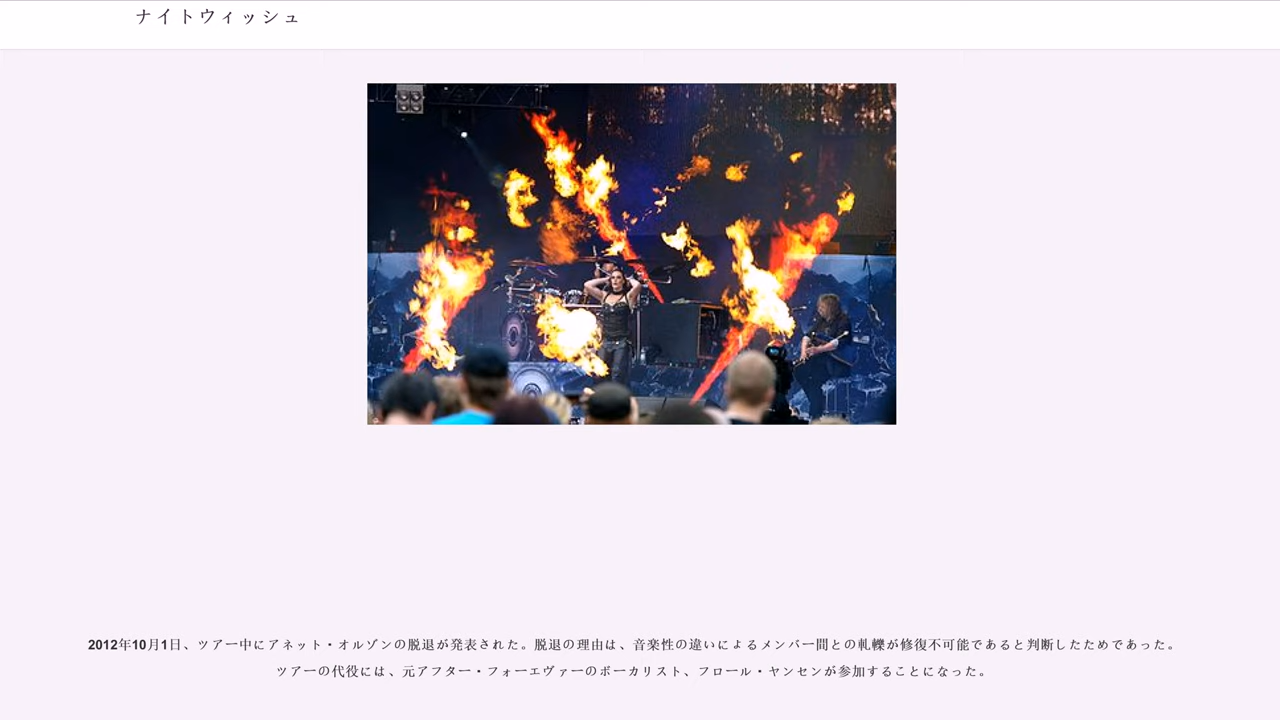 ナイトウィッシュ
2012年10月1日、ツアー中にアネット・オルゾンの脱退が発表された。脱退の理由は、音楽性の違いによるメンバー間との軋轢が修復不可能であると判断したためであった。
ツアーの代役には、元アフター・フォーエヴァーのボーカリスト、フロール・ヤンセンが参加することになった。